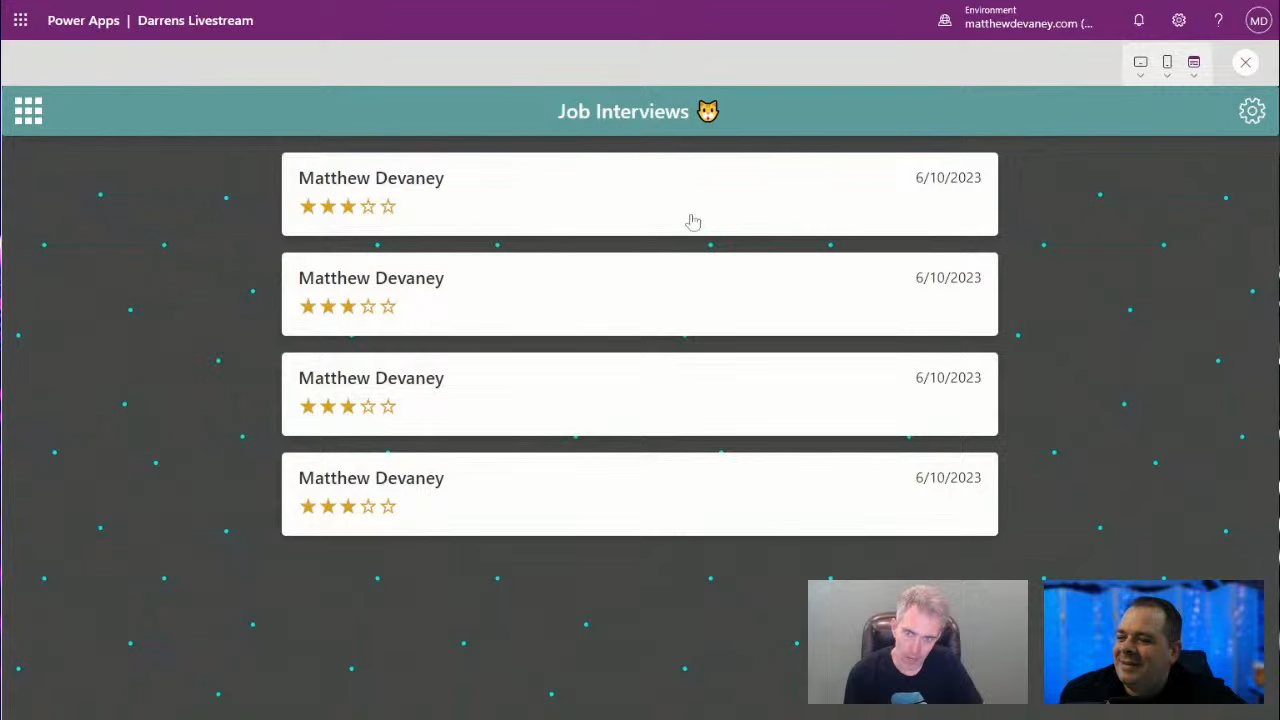 Power Apps | Darrens Livestream
Environment
matthewdevaney.com (...
MD
Job Interviews 🐱
Matthew Devaney
6/10/2023
★★★☆☆
Matthew Devaney
6/10/2023
★★★☆☆
Matthew Devaney
6/10/2023
★★★☆☆
Matthew Devaney
6/10/2023
★★★☆☆